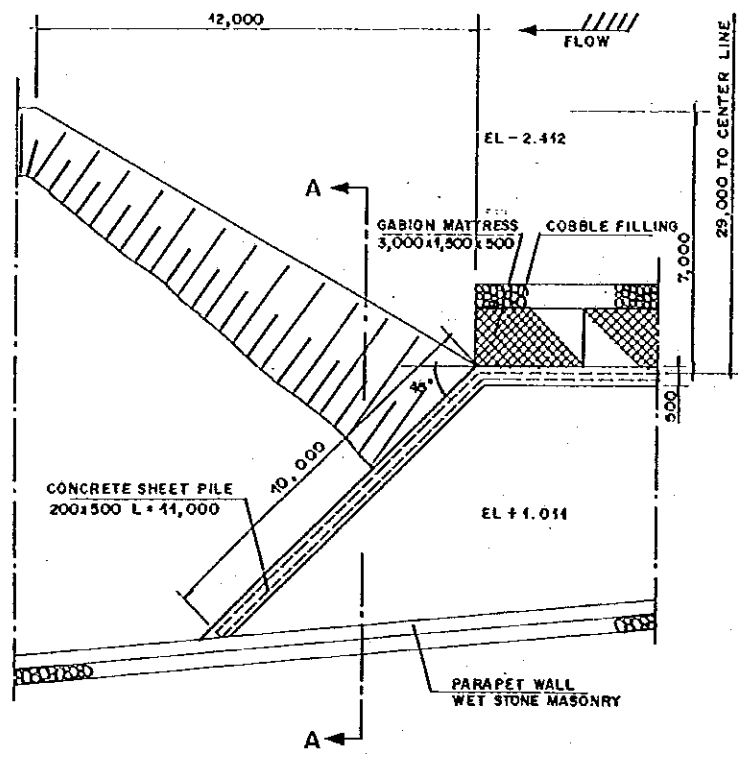 12,000
FLOW
EL-2.412
29,000 TO CENTER LINE
A
GABION MATTRESS
3,000x1,500x500
COBBLE FILLING
7,000
45°
500
10,000
CONCRETE SHEET PILE
200x500 L=11,000
EL+1.011
PARAPET WALL
WET STONE MASONRY
A